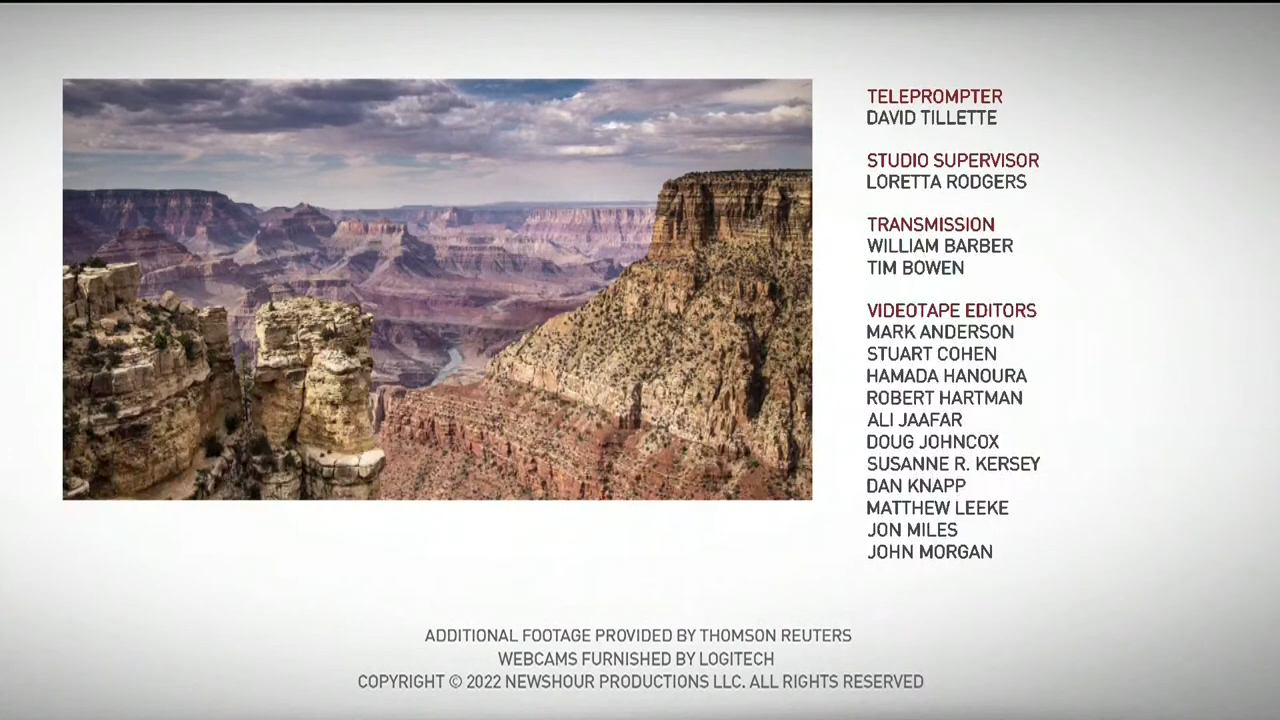 TELEPROMPTER
DAVID TILLETTE
STUDIO SUPERVISOR
LORETTA RODGERS
TRANSMISSION
WILLIAM BARBER
TIM BOWEN
VIDEOTAPE EDITORS
MARK ANDERSON
STUART COHEN
HAMADA HANOURA
ROBERT HARTMAN
ALI JAAFAR
DOUG JOHNCOX
SUSANNE R. KERSEY
DAN KNAPP
MATTHEW LEEKE
JON MILES
JOHN MORGAN
ADDITIONAL FOOTAGE PROVIDED BY THOMSON REUTERS
WEBCAMS FURNISHED BY LOGITECH
COPYRIGHT © 2022 NEWSHOUR PRODUCTIONS LLC. ALL RIGHTS RESERVED